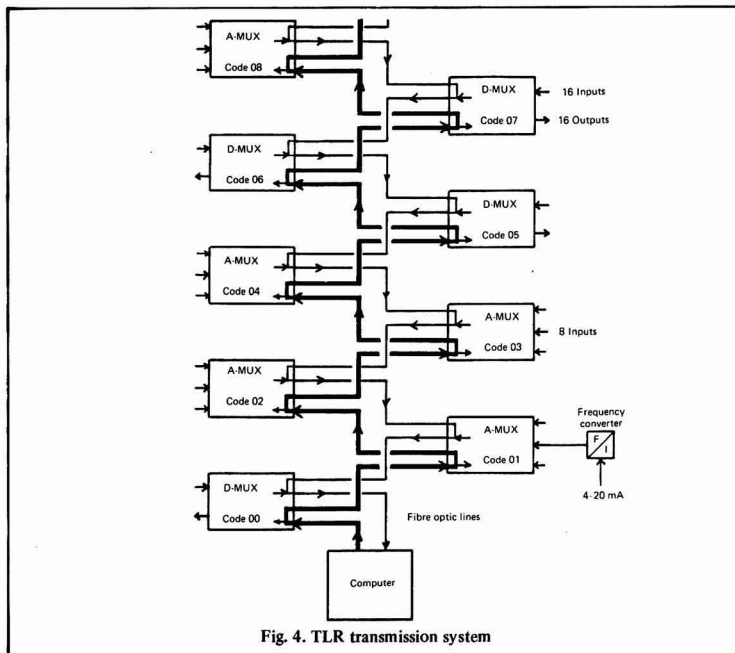 A-MUX
Code 08
D-MUX
16 Inputs
Code 07
16 Outputs
D-MUX
Code 06
D-MUX
Code 05
A-MUX
Code 04
A-MUX
8 Inputs
Code 03
A-MUX
Code 02
Frequency
converter
A-MUX
F
I
Code 01
4-20 mA
D-MUX
Code 00
Fibre optic lines
Computer
Fig. 4. TLR transmission system